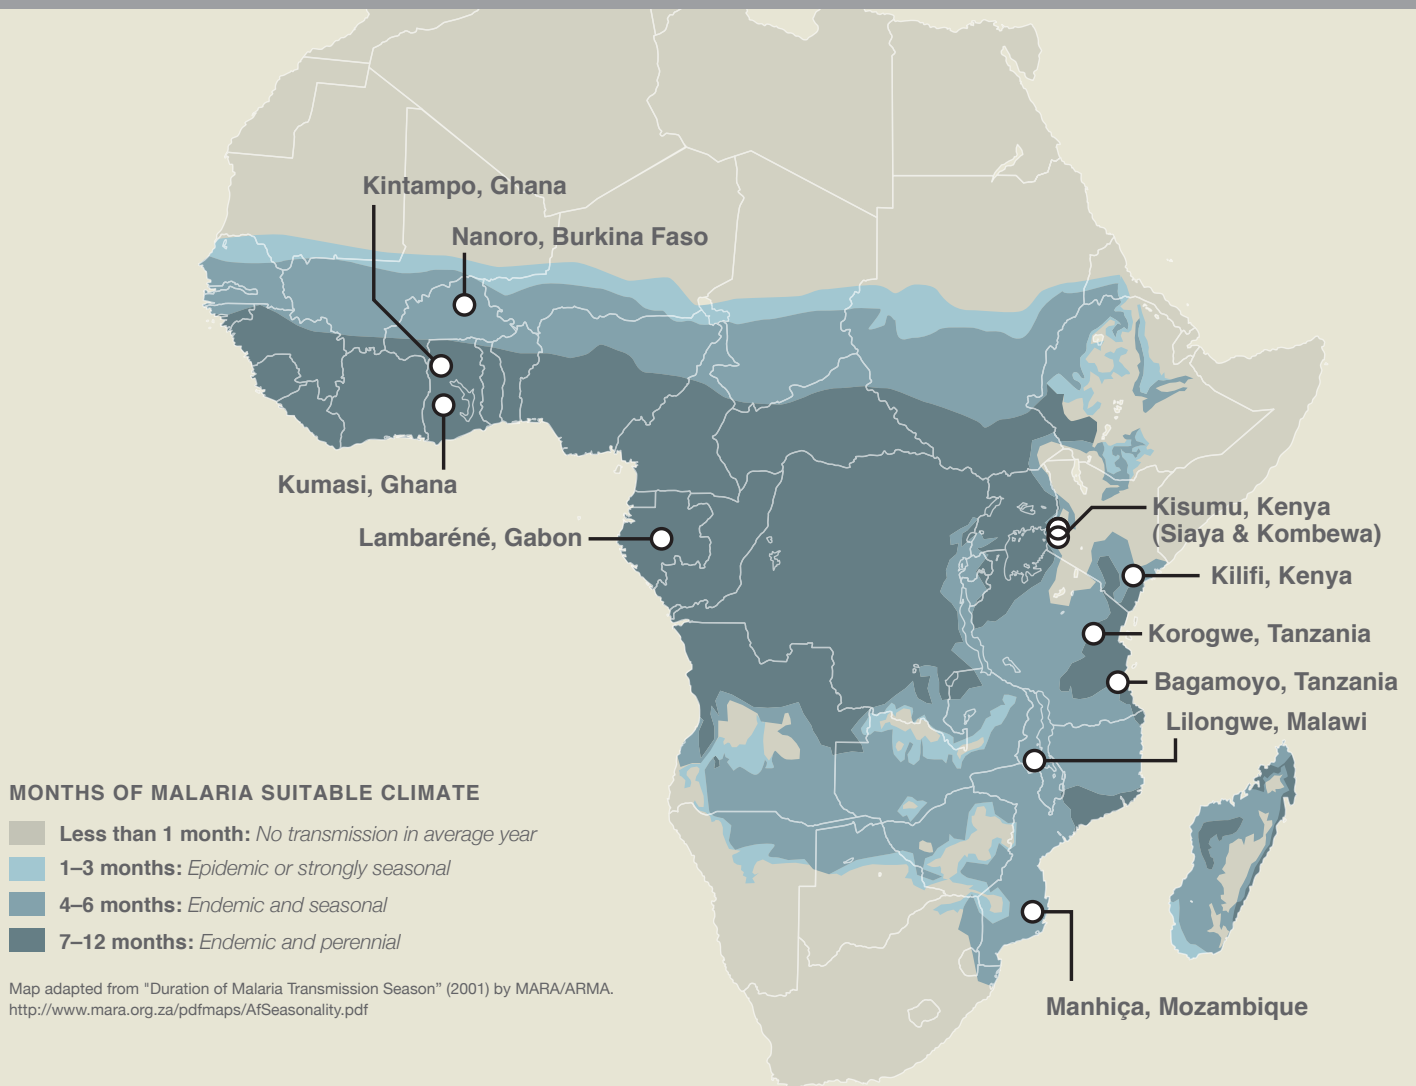 Kintampo, Ghana
Nanoro, Burkina Faso
Kumasi, Ghana
Lambaréné, Gabon
Kisumu, Kenya
(Siaya & Kombewa)
Kilifi, Kenya
Korogwe, Tanzania
Bagamoyo, Tanzania
Lilongwe, Malawi
Manhiça, Mozambique
MONTHS OF MALARIA SUITABLE CLIMATE
Less than 1 month: No transmission in average year
1–3 months: Epidemic or strongly seasonal
4–6 months: Endemic and seasonal
7–12 months: Endemic and perennial
Map adapted from "Duration of Malaria Transmission Season” (2001) by MARA/ARMA.
http://www.mara.org.za/pdfmaps/AfSeasonality.pdf